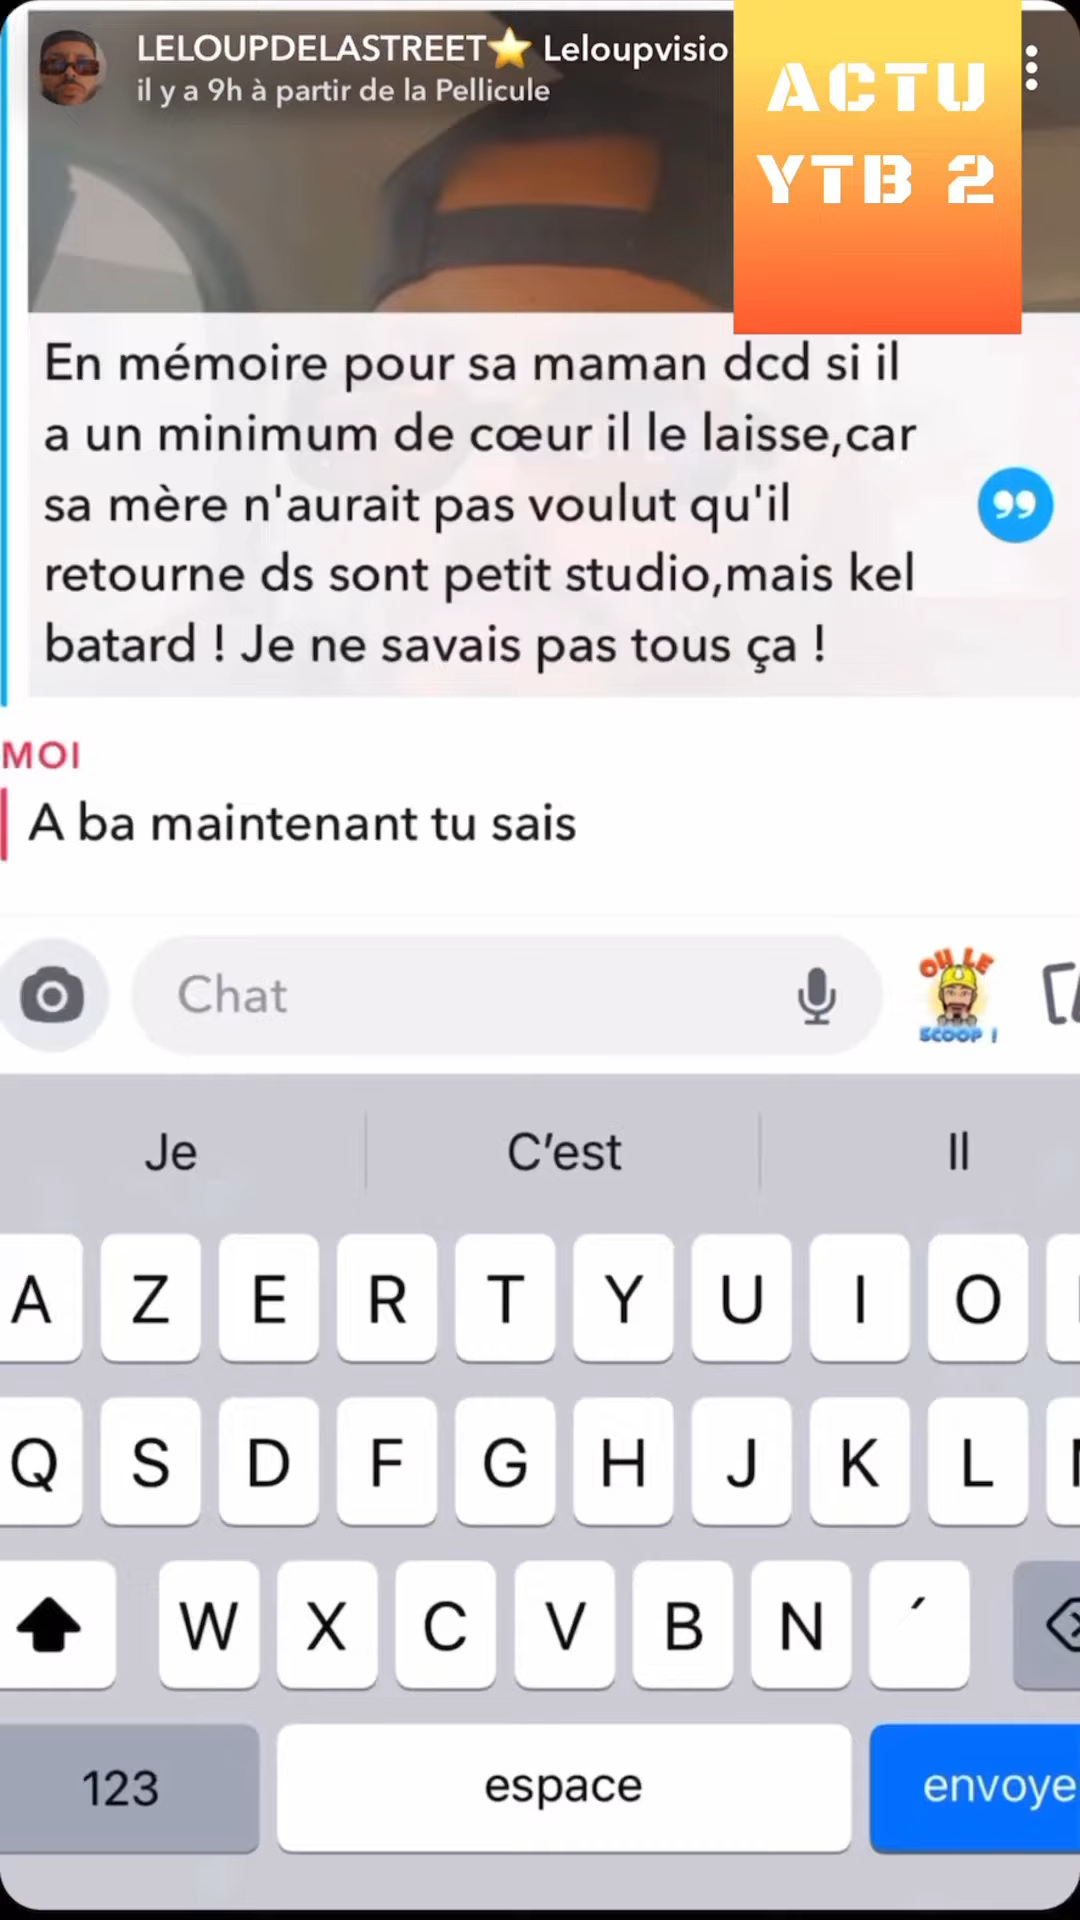 LELOUPDELASTREET⭐ Leloupvisio
il y a 9h à partir de la Pellicule
ACTU
YTB 2
En mémoire pour sa maman dcd si il
a un minimum de cœur il le laisse,car
sa mère n'aurait pas voulut qu'il
retourne ds sont petit studio,mais kel
batard ! Je ne savais pas tous ça !
MOI
A ba maintenant tu sais
Chat
OH LE
SCOOP !
Je C'est Il
A Z E R T Y U I O
Q S D F G H J K L
W X C V B N ´
123 espace envoye